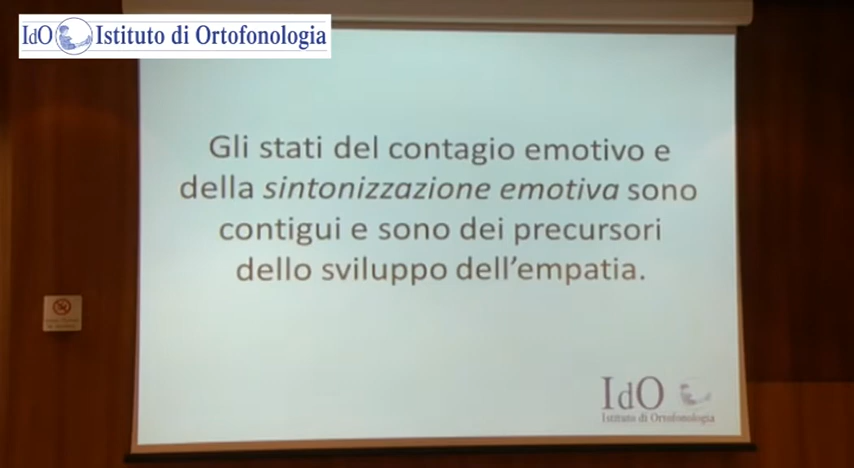 IdO Istituto di Ortofonologia
Gli stati del contagio emotivo e
della sintonizzazione emotiva sono
contigui e sono dei precursori
dello sviluppo dell’empatia.
IdO
Istituto di Ortofonologia